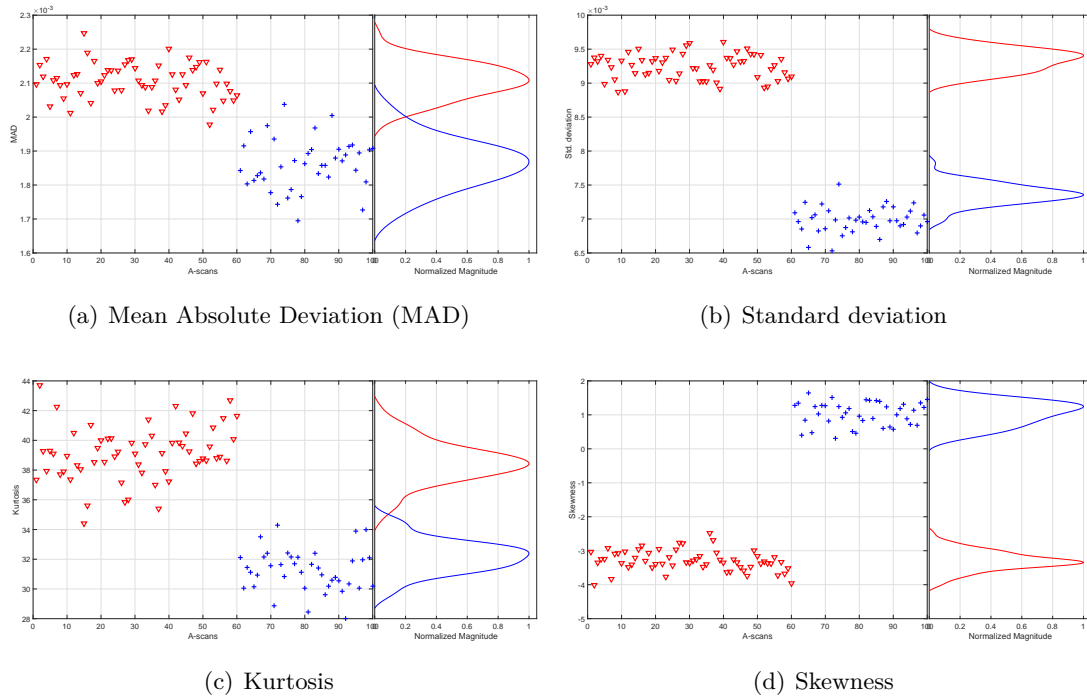 2.3 ×10⁻³
2.2
2.1
2
1.9
1.8
1.7
1.6
MAD
0 10 20 30 40 50 60 70 80 90 100
A-scans
0 0.2 0.4 0.6 0.8 1
Normalized Magnitude
(a) Mean Absolute Deviation (MAD)
10 ×10⁻³
9.5
9
8.5
8
7.5
7
6.5
Std. deviation
0 10 20 30 40 50 60 70 80 90 100
A-scans
0 0.2 0.4 0.6 0.8 1
Normalized Magnitude
(b) Standard deviation
44
42
40
38
36
34
32
30
28
Kurtosis
0 10 20 30 40 50 60 70 80 90 100
A-scans
0 0.2 0.4 0.6 0.8 1
Normalized Magnitude
(c) Kurtosis
2
1
0
-1
-2
-3
-4
-5
Skewness
0 10 20 30 40 50 60 70 80 90 100
A-scans
0 0.2 0.4 0.6 0.8 1
Normalized Magnitude
(d) Skewness